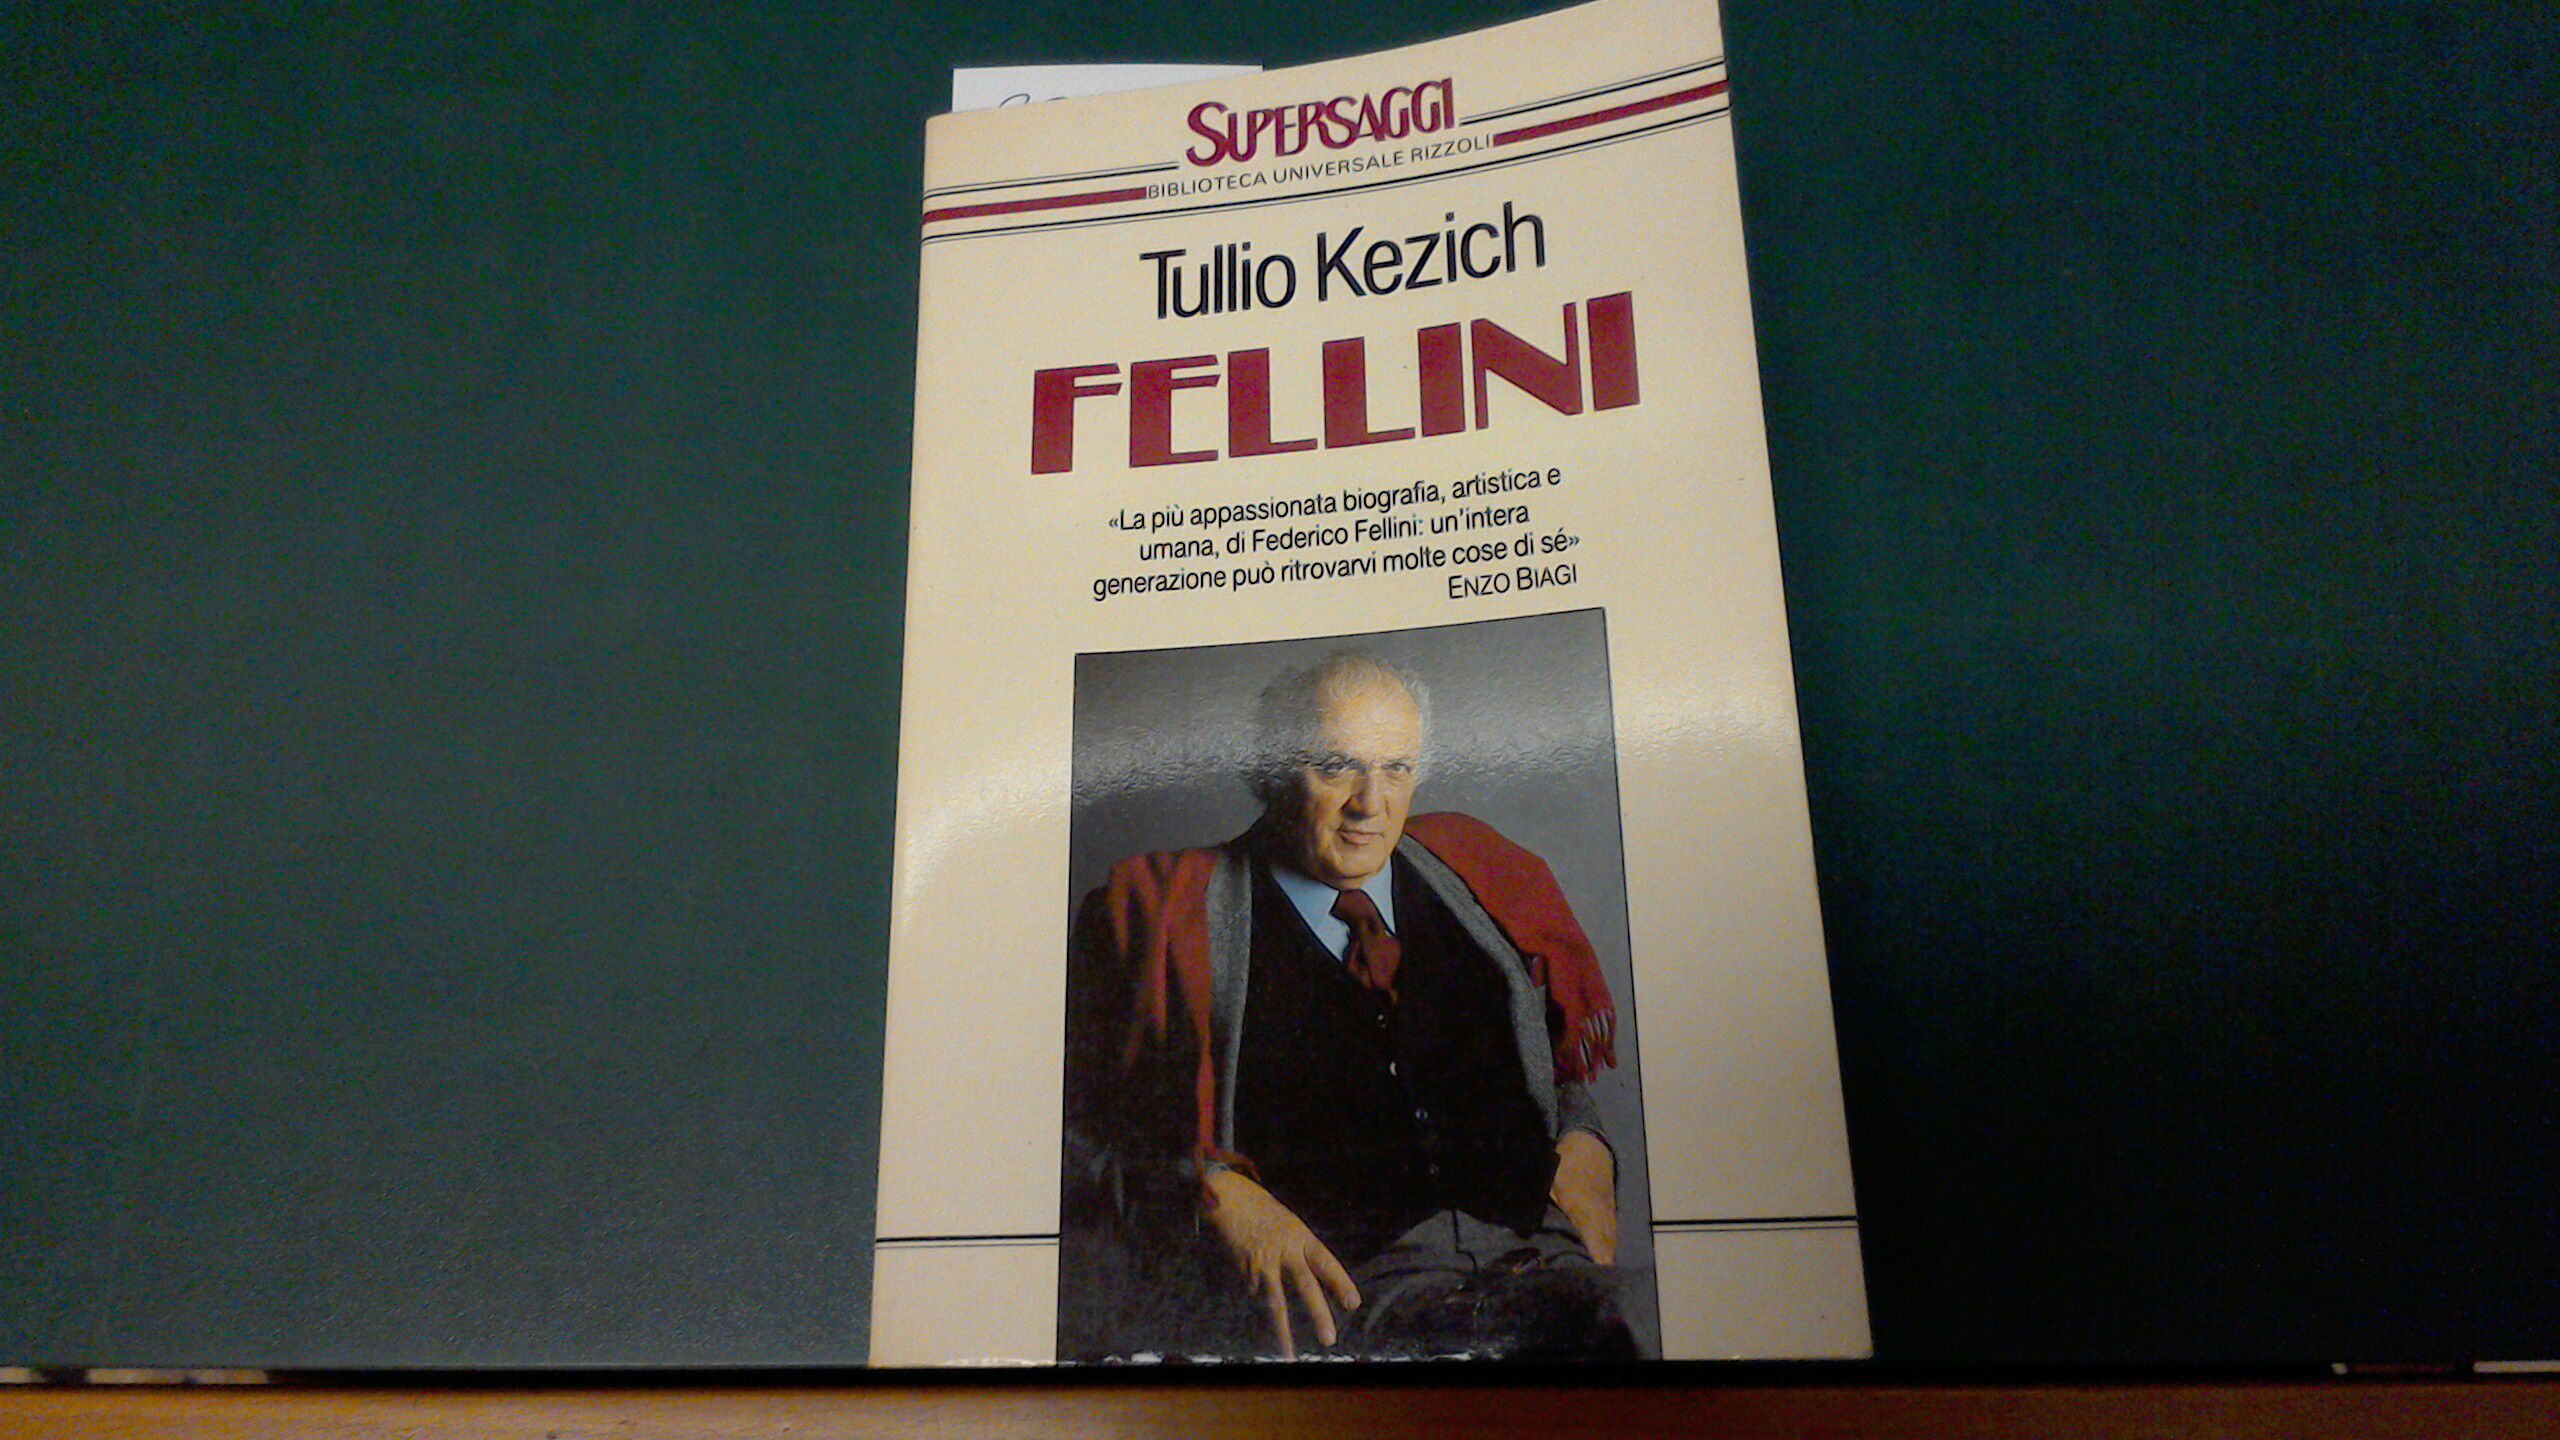 SUPERSAGGI
BIBLIOTECA UNIVERSALE RIZZOLI
Tullio Kezich
FELLINI
«La più appassionata biografia, artistica e
umana, di Federico Fellini: un'intera
generazione può ritrovarvi molte cose di sé»
ENZO BIAGI